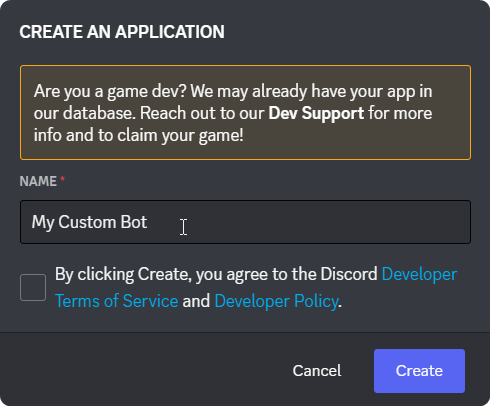 CREATE AN APPLICATION
Are you a game dev? We may already have your app in
our database. Reach out to our Dev Support for more
info and to claim your game!
NAME *
My Custom Bot
By clicking Create, you agree to the Discord Developer
Terms of Service and Developer Policy.
Cancel Create